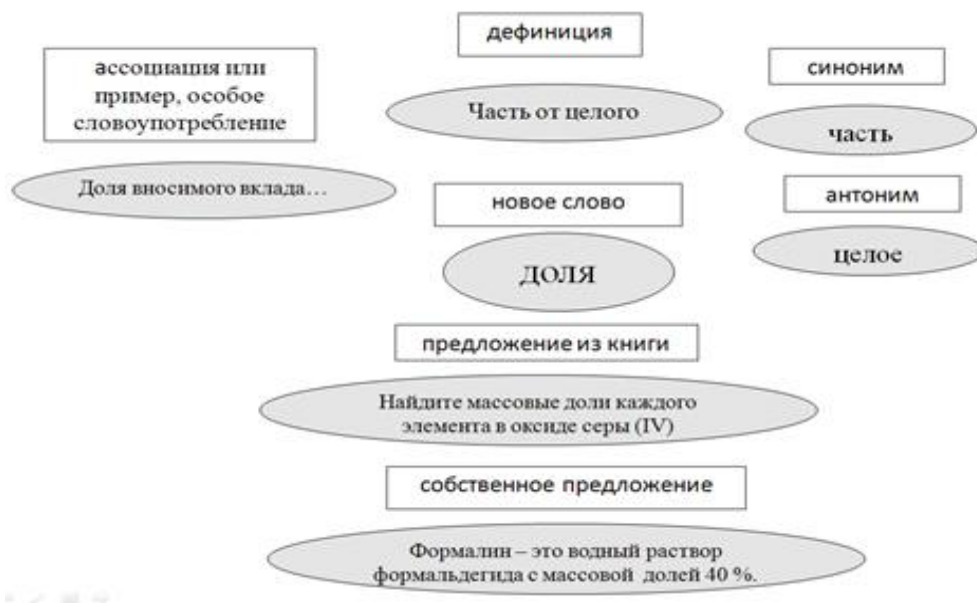 дефиниция
ассоциация или
пример, особое
словоупотребление
синоним
Часть от целого
часть
Доля вносимого вклада…
новое слово
антоним
ДОЛЯ
целое
предложение из книги
Найдите массовые доли каждого
элемента в оксиде серы (IV)
собственное предложение
Формалин – это водный раствор
формальдегида с массовой долей 40 %.